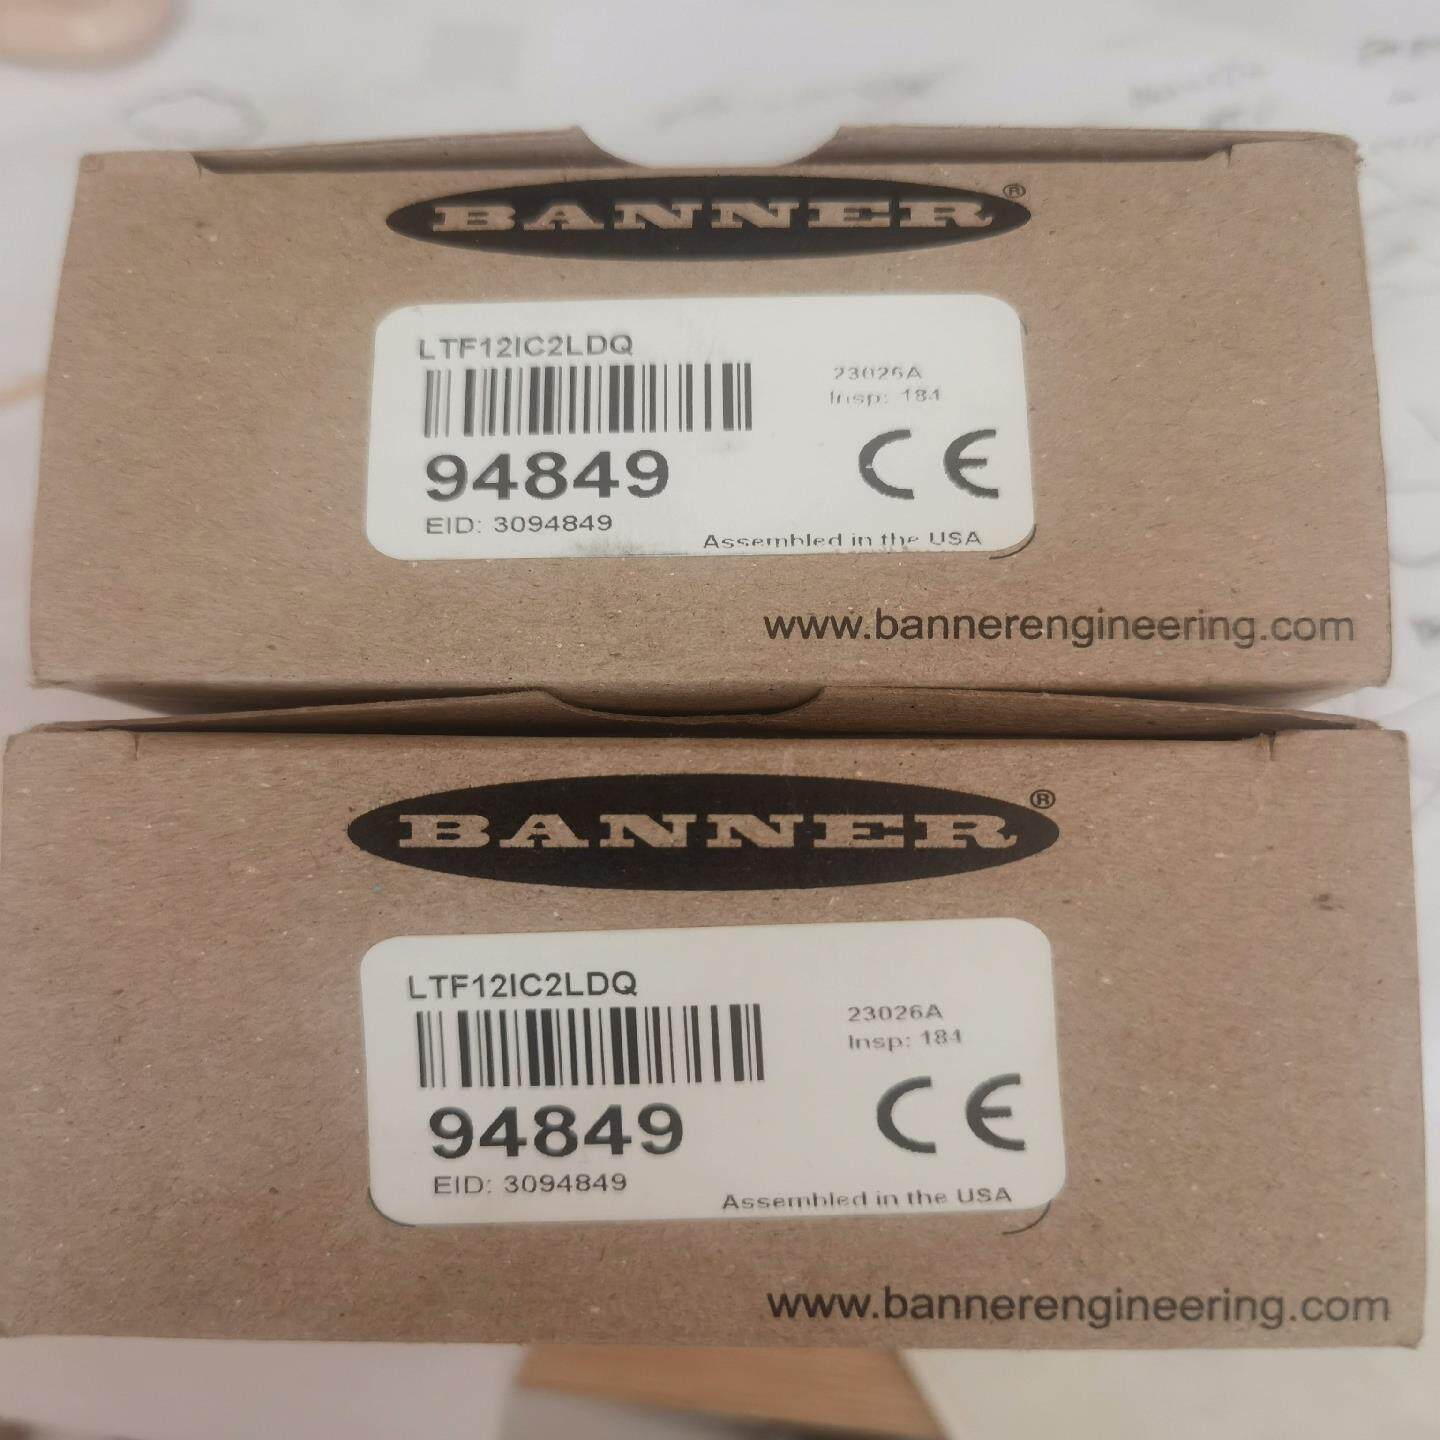 BANNER®
LTF12IC2LDQ
23026A
Insp: 184
94849
CE
EID: 3094849
Assembled in the USA
www.bannerengineering.com
BANNER®
LTF12IC2LDQ
23026A
Insp: 184
94849
CE
EID: 3094849
Assembled in the USA
www.bannerengineering.com